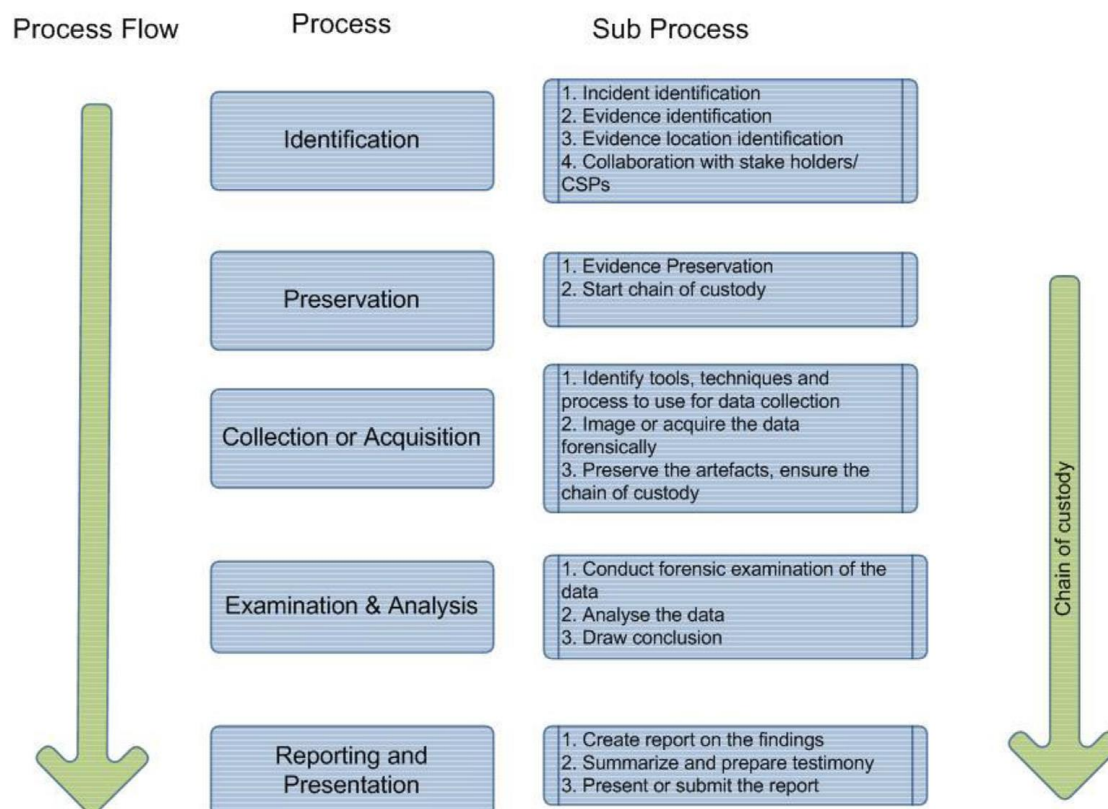 Process Flow
Process
Sub Process
Identification
1. Incident identification
2. Evidence identification
3. Evidence location identification
4. Collaboration with stake holders/
CSPs
Preservation
1. Evidence Preservation
2. Start chain of custody
Collection or Acquisition
1. Identify tools, techniques and
process to use for data collection
2. Image or acquire the data
forensically
3. Preserve the artefacts, ensure the
chain of custody
Examination & Analysis
1. Conduct forensic examination of the
data
2. Analyse the data
3. Draw conclusion
Reporting and
Presentation
1. Create report on the findings
2. Summarize and prepare testimony
3. Present or submit the report
Chain of custody